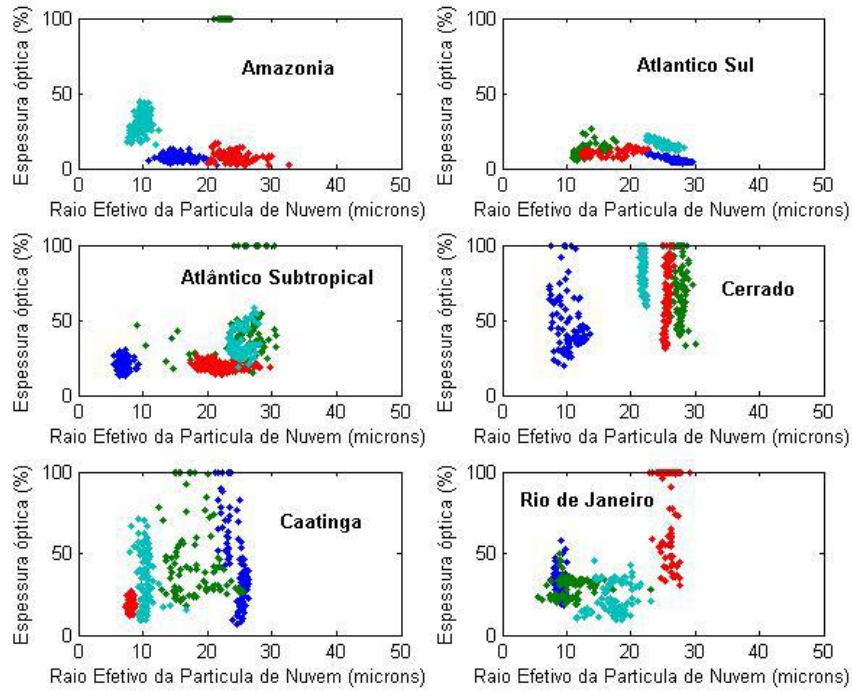 100
50
0
Espessura óptica (%)
Amazonia
0 10 20 30 40 50
Raio Efetivo da Particula de Nuvem (microns)
100
50
0
Espessura óptica (%)
Atlantico Sul
0 10 20 30 40 50
Raio Efetivo da Particula de Nuvem (microns)
100
50
0
Espessura óptica (%)
Atlântico Subtropical
0 10 20 30 40 50
Raio Efetivo da Particula de Nuvem (microns)
100
50
0
Espessura óptica (%)
Cerrado
0 10 20 30 40 50
Raio Efetivo da Particula de Nuvem (microns)
100
50
0
Espessura óptica (%)
Caatinga
0 10 20 30 40 50
Raio Efetivo da Particula de Nuvem (microns)
100
50
0
Espessura óptica (%)
Rio de Janeiro
0 10 20 30 40 50
Raio Efetivo da Particula de Nuvem (microns)